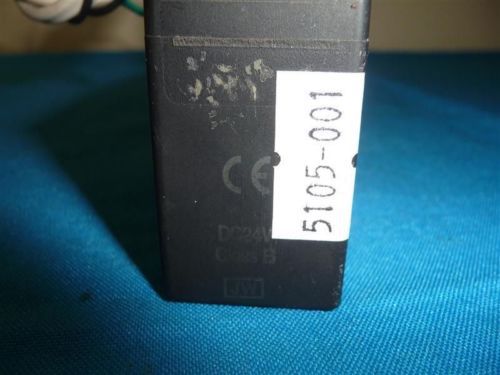 5105-001
CE
DC24V
Class B
JW